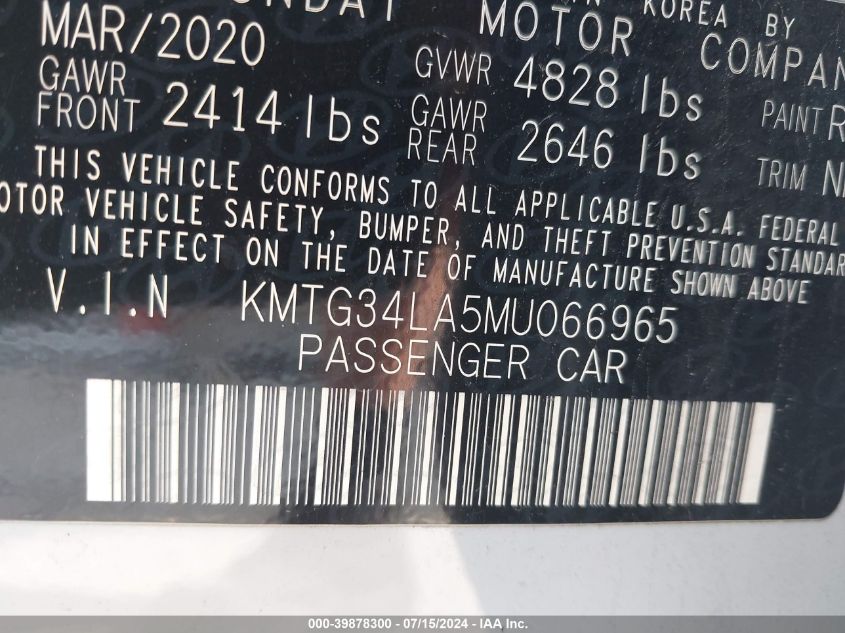 MOTOR KOREA BY
MAR/2020 COMPAN
GAWR FRONT 2414 lbs GVWR 4828 lbs PAINT R
GAWR REAR 2646 lbs TRIM N
THIS VEHICLE CONFORMS TO ALL APPLICABLE U.S.A. FEDERAL
OTOR VEHICLE SAFETY, BUMPER, AND THEFT PREVENTION STANDAR
IN EFFECT ON THE DATE OF MANUFACTURE SHOWN ABOVE
V.I.N KMTG34LA5MU066965
PASSENGER CAR
000-39878300 - 07/15/2024 - IAA Inc.